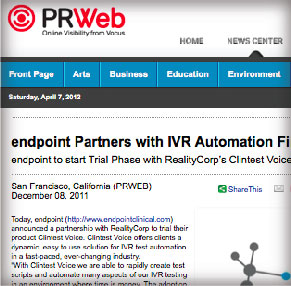 PRWeb
Online Visibility from Vocus
HOME NEWS CENTER
Front Page Arts Business Education Environment
Saturday, April 7, 2012
endpoint Partners with IVR Automation Fi
endpoint to start Trial Phase with RealityCorp's Clintest Voice
San Francisco, California (PRWEB)
December 08, 2011
ShareThis
Today, endpoint (http://www.endpointclinical.com)
announced a partnership with RealityCorp to trial their
product Clintest Voice. Clintest Voice offers clients a
dynamic, easy to use solution for IVR test automation
in a fast-paced, ever-changing industry.
"With Clintest Voice we are able to rapidly create test
scripts and automate many aspects of our IVR testing
in an environment where time is money. The adoption